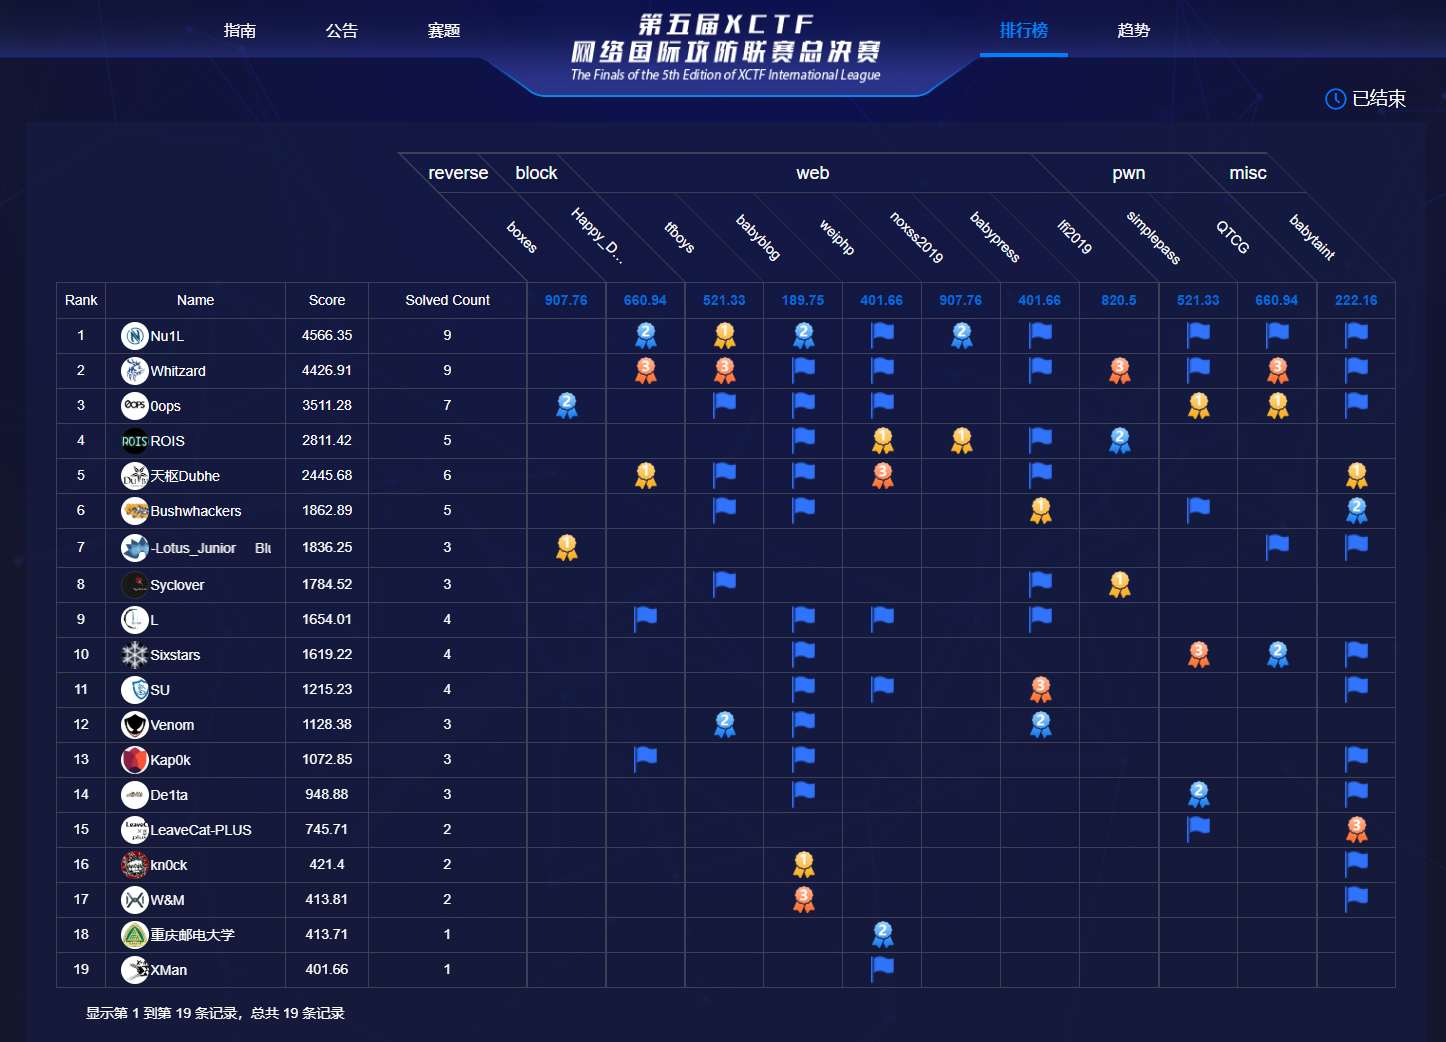 指南 公告 赛题 第五届XCTF 排行榜 趋势
网络国际攻防联赛总决赛
The Finals of the 5th Edition of XCTF International League
已结束
reverse block web pwn misc
boxes Happy_D... tfboys babyblog weiphp noxss2019 babypress lfi2019 simplepass QTCG babytaint
Rank Name Score Solved Count 907.76 660.94 521.33 189.75 401.66 907.76 401.66 820.5 521.33 660.94 222.16
1 Nu1L 4566.35 9 2 1 2 2
2 Whitzard 4426.91 9 3 3 3 3
3 0ops 3511.28 7 2 1 1
4 ROIS ROIS 2811.42 5 1 1 2
5 天枢Dubhe 2445.68 6 1 3 1
6 Bushwhackers 1862.89 5 1 2
7 -Lotus_Junior Blu 1836.25 3 1
8 Syclover 1784.52 3 1
9 L 1654.01 4
10 Sixstars 1619.22 4 3 2
11 SU 1215.23 4 3
12 Venom 1128.38 3 2 2
13 Kap0k 1072.85 3
14 De1ta 948.88 3 2
15 LeaveCat-PLUS 745.71 2 3
16 kn0ck 421.4 2 1
17 W&M 413.81 2 3
18 重庆邮电大学 413.71 1 2
19 XMan 401.66 1
显示第 1 到第 19 条记录，总共 19 条记录